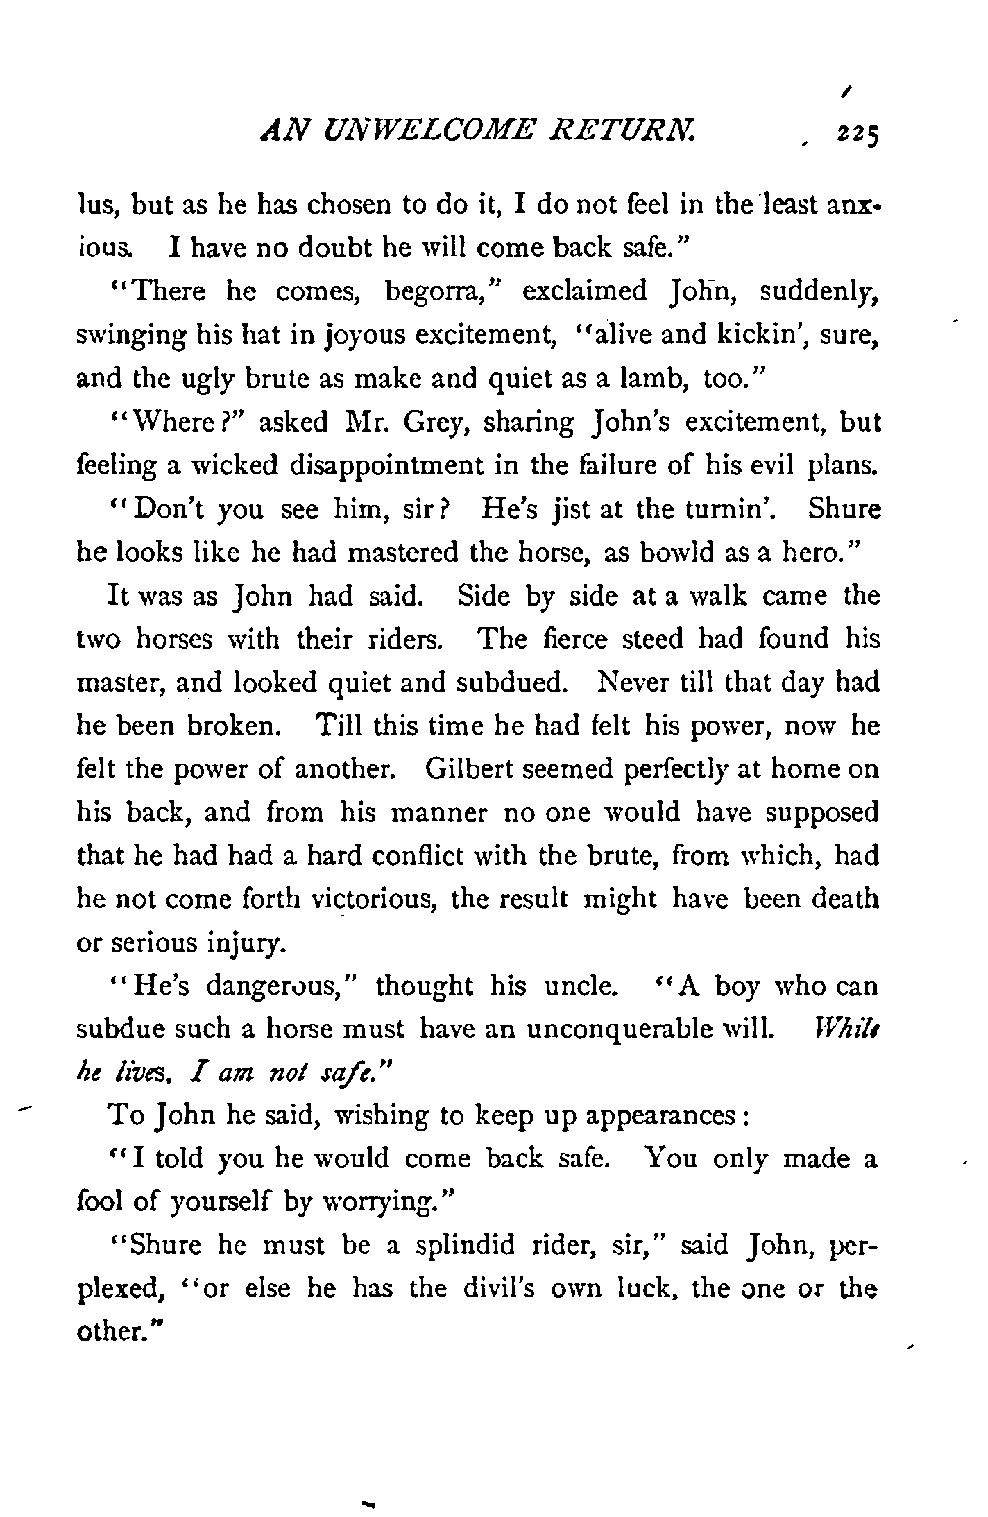 AN UNWELCOME RETURN. 225
lus, but as he has chosen to do it, I do not feel in the least anx-
ious. I have no doubt he will come back safe."
"There he comes, begorra," exclaimed John, suddenly,
swinging his hat in joyous excitement, "alive and kickin', sure,
and the ugly brute as make and quiet as a lamb, too."
"Where?" asked Mr. Grey, sharing John's excitement, but
feeling a wicked disappointment in the failure of his evil plans.
"Don't you see him, sir? He's jist at the turnin'. Shure
he looks like he had mastered the horse, as bowld as a hero."
It was as John had said. Side by side at a walk came the
two horses with their riders. The fierce steed had found his
master, and looked quiet and subdued. Never till that day had
he been broken. Till this time he had felt his power, now he
felt the power of another. Gilbert seemed perfectly at home on
his back, and from his manner no one would have supposed
that he had had a hard conflict with the brute, from which, had
he not come forth victorious, the result might have been death
or serious injury.
"He's dangerous," thought his uncle. "A boy who can
subdue such a horse must have an unconquerable will. While
he lives, I am not safe."
To John he said, wishing to keep up appearances:
"I told you he would come back safe. You only made a
fool of yourself by worrying."
"Shure he must be a splindid rider, sir," said John, per-
plexed, "or else he has the divil's own luck, the one or the
other."